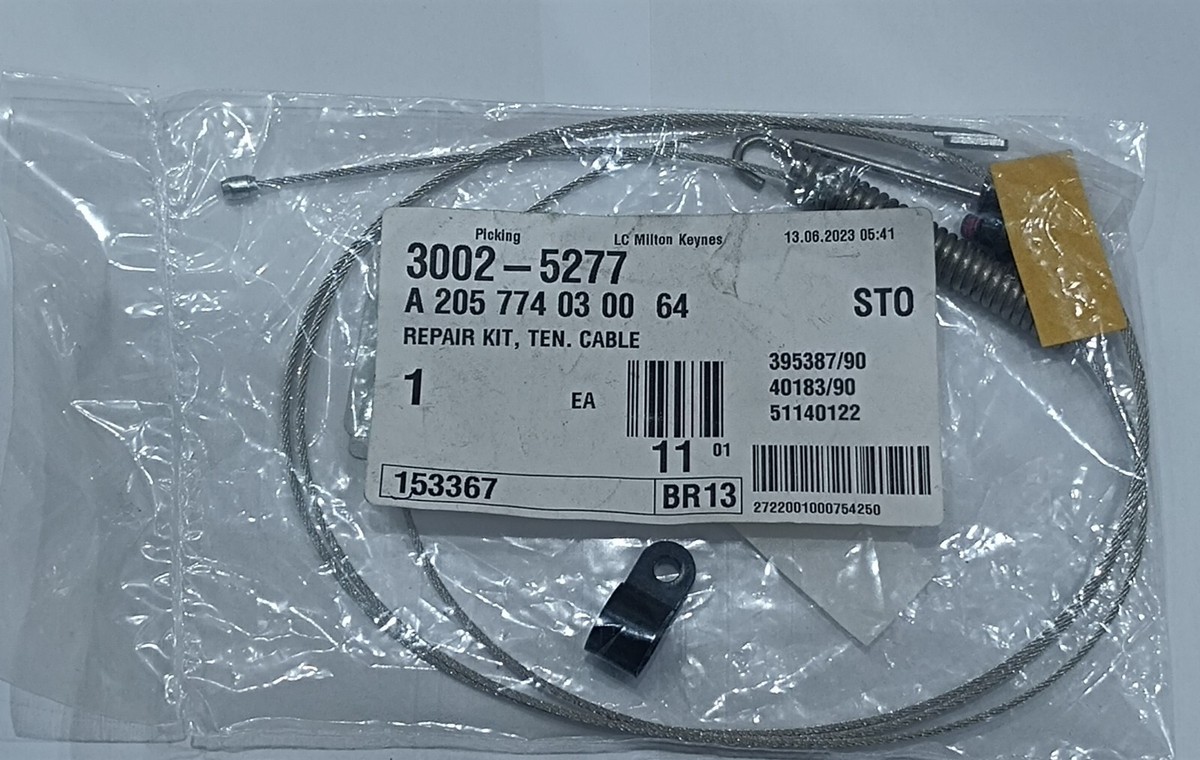 Picking LC Milton Keynes 13.06.2023 05:41
3002-5277
A 205 774 03 00 64 STO
REPAIR KIT, TEN. CABLE
395387/90
1 EA 40183/90
51140122
11 01
153367 BR13
2722001000754250